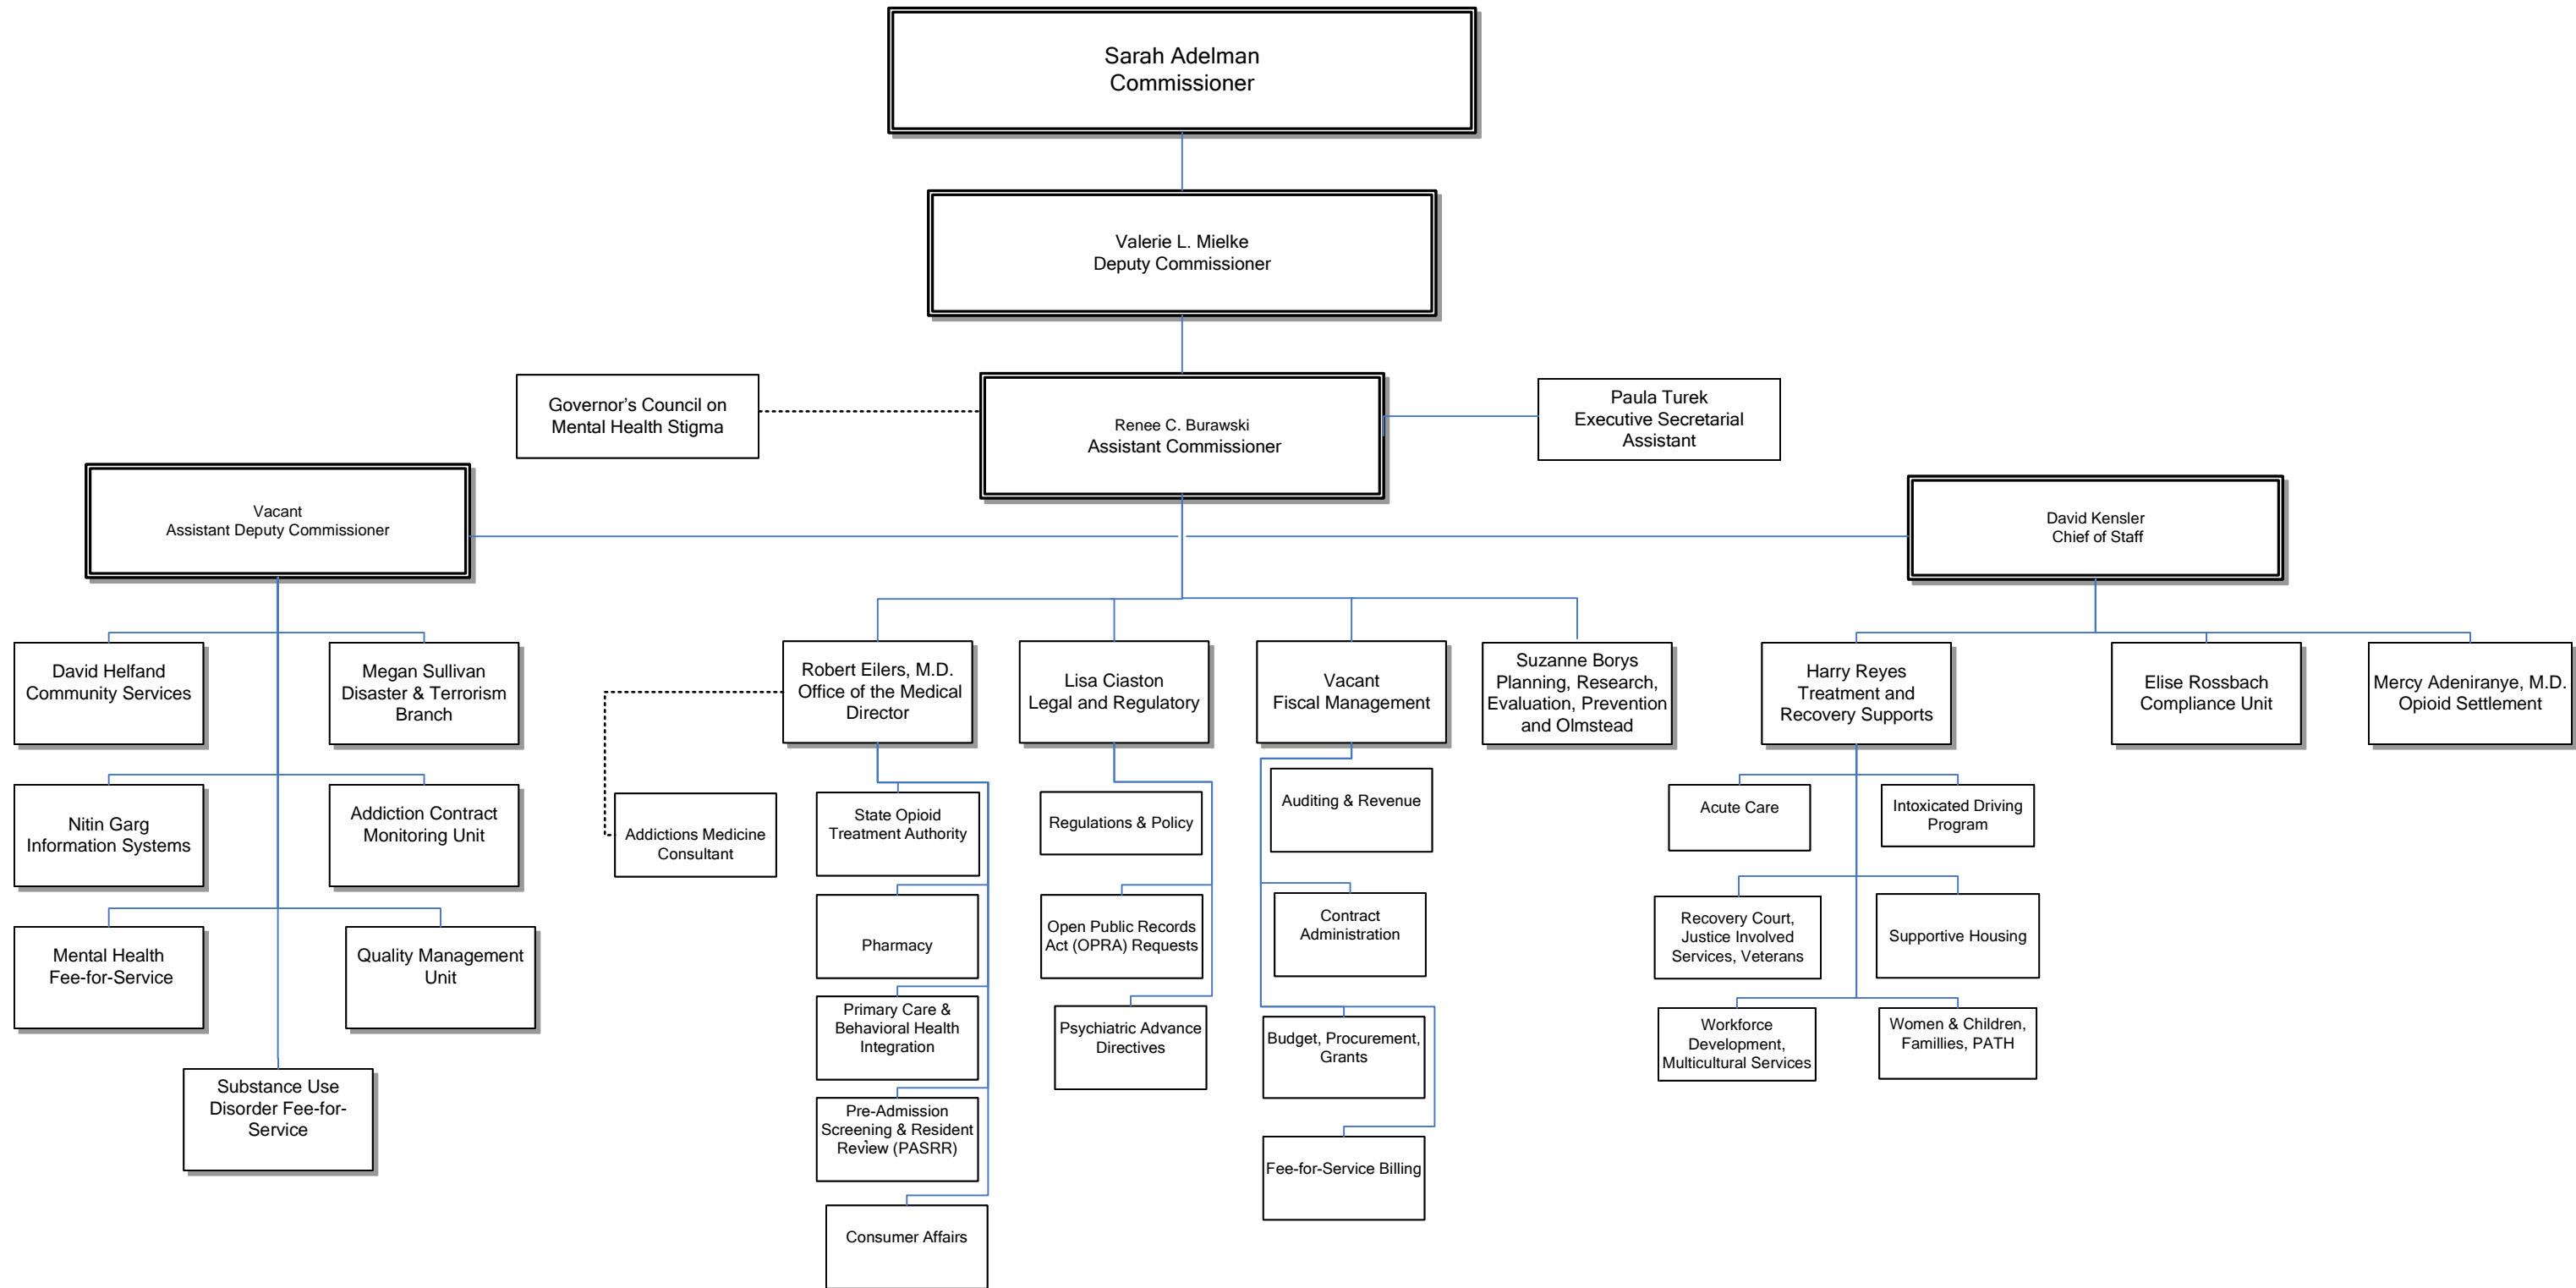 Sarah Adelman
Commissioner
Valerie L. Mielke
Deputy Commissioner
Governor’s Council on
Mental Health Stigma
Renee C. Burawski
Assistant Commissioner
Paula Turek
Executive Secretarial
Assistant
Vacant
Assistant Deputy Commissioner
David Kensler
Chief of Staff
David Helfand
Community Services
Megan Sullivan
Disaster & Terrorism
Branch
Robert Eilers, M.D.
Office of the Medical
Director
Lisa Ciaston
Legal and Regulatory
Vacant
Fiscal Management
Suzanne Borys
Planning, Research,
Evaluation, Prevention
and Olmstead
Harry Reyes
Treatment and
Recovery Supports
Elise Rossbach
Compliance Unit
Mercy Adeniranye, M.D.
Opioid Settlement
Nitin Garg
Information Systems
Addiction Contract
Monitoring Unit
Addictions Medicine
Consultant
State Opioid
Treatment Authority
Regulations & Policy
Auditing & Revenue
Acute Care
Intoxicated Driving
Program
Mental Health
Fee-for-Service
Quality Management
Unit
Pharmacy
Open Public Records
Act (OPRA) Requests
Contract
Administration
Recovery Court,
Justice Involved
Services, Veterans
Supportive Housing
Substance Use
Disorder Fee-for-
Service
Primary Care &
Behavioral Health
Integration
Psychiatric Advance
Directives
Budget, Procurement,
Grants
Workforce
Development,
Multicultural Services
Women & Children,
Famillies, PATH
Pre-Admission
Screening & Resident
Review (PASRR)
Fee-for-Service Billing
Consumer Affairs